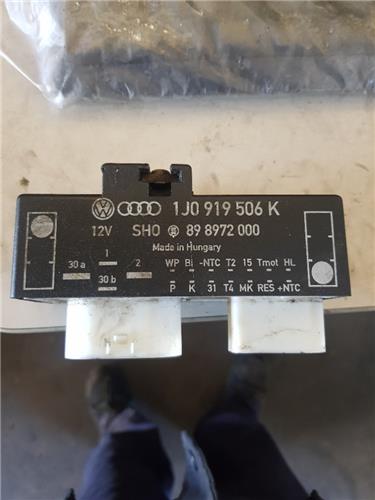 1J0 919 506 K
12V SHO 89 8972 000
Made in Hungary
30 a 1 2 WP Bi -NTC T2 15 Tmot HL
30 b P K 31 T4 MK RES +NTC